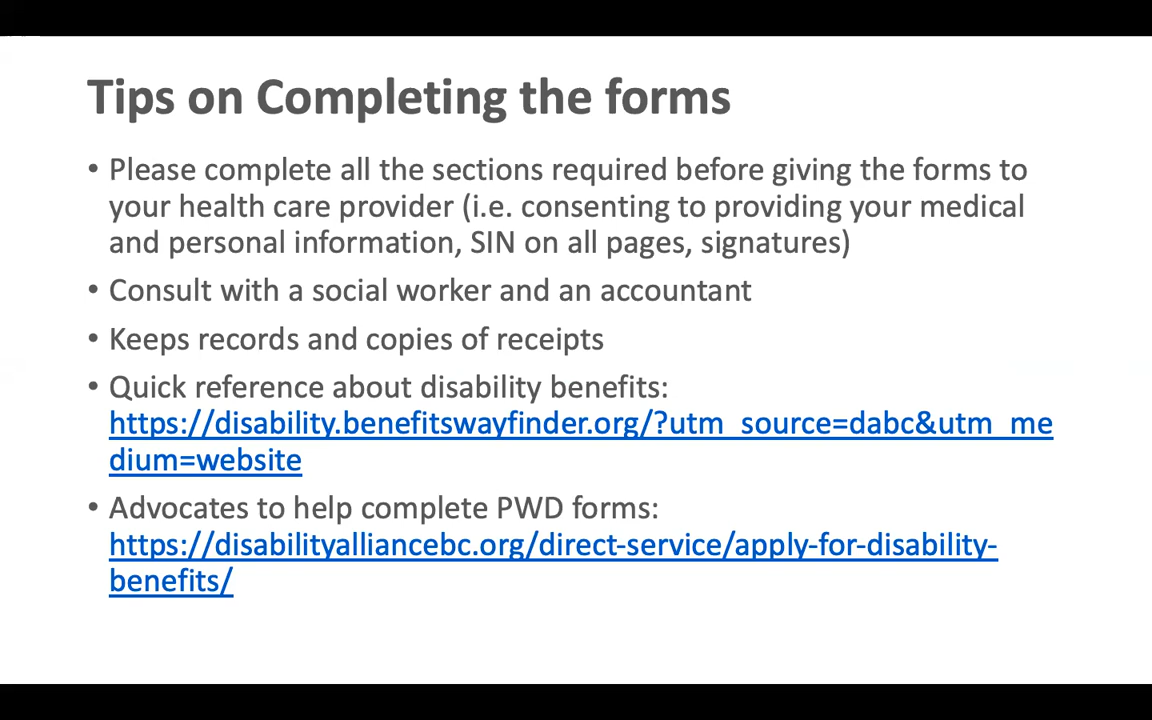 Tips on Completing the forms
• Please complete all the sections required before giving the forms to
your health care provider (i.e. consenting to providing your medical
and personal information, SIN on all pages, signatures)
• Consult with a social worker and an accountant
• Keeps records and copies of receipts
• Quick reference about disability benefits:
https://disability.benefitswayfinder.org/?utm_source=dabc&utm_me
dium=website
• Advocates to help complete PWD forms:
https://disabilityalliancebc.org/direct-service/apply-for-disability-
benefits/